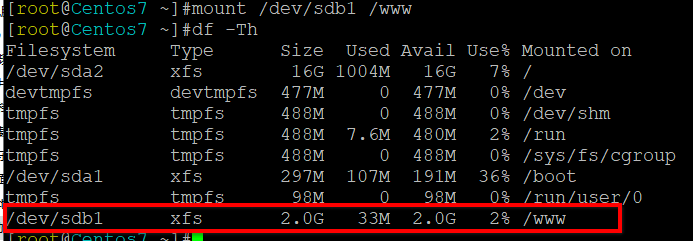 [root@Centos7 ~]#mount /dev/sdb1 /www
[root@Centos7 ~]#df -Th
Filesystem     Type      Size  Used Avail Use% Mounted on
/dev/sda2      xfs        16G 1004M   16G   7% /
devtmpfs       devtmpfs  477M     0  477M   0% /dev
tmpfs          tmpfs     488M     0  488M   0% /dev/shm
tmpfs          tmpfs     488M  7.6M  480M   2% /run
tmpfs          tmpfs     488M     0  488M   0% /sys/fs/cgroup
/dev/sda1      xfs       297M  107M  191M  36% /boot
tmpfs          tmpfs      98M     0   98M   0% /run/user/0
/dev/sdb1      xfs       2.0G   33M  2.0G   2% /www
[root@Centos7 ~]#